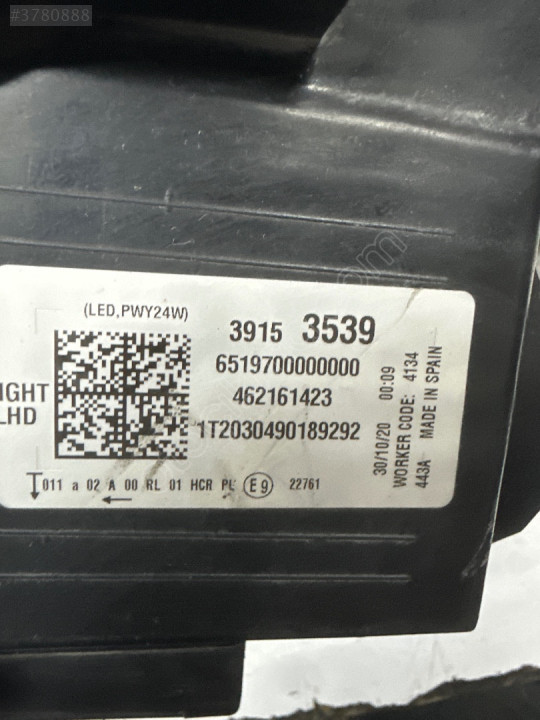 #3780888
(LED,PWY24W)
3915 3539
6519700000000
462161423
1T2030490189292
IGHT
LHD
011 a 02 A 00 RL 01 HCR PL E9 22761
30/10/20 00:09
WORKER CODE: 4134
443A MADE IN SPAIN